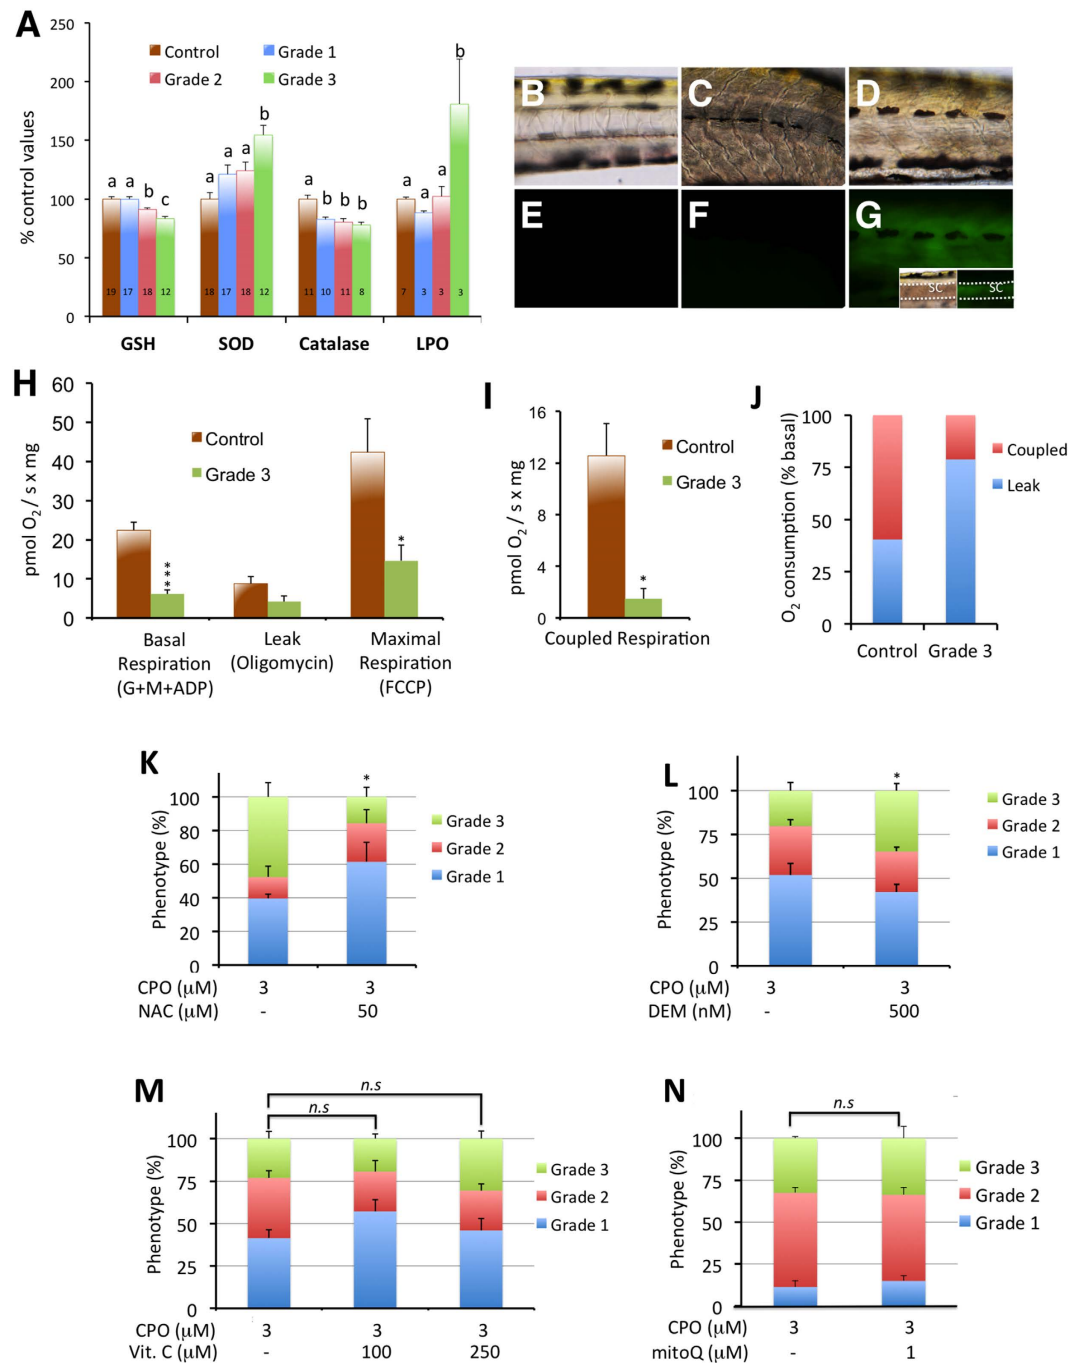 A
250
200
150
100
50
0
% control values
Control
Grade 1
Grade 2
Grade 3
a a b c
a a a b
a b b b
a a a b
19 17 18 12
18 17 18 12
11 10 11 8
7 3 3 3
GSH SOD Catalase LPO
B C D
E F G
SC SC
H
60
50
40
30
20
10
0
pmol O2 / s x mg
Control
Grade 3
***
*
Basal Respiration (G+M+ADP)
Leak (Oligomycin)
Maximal Respiration (FCCP)
I
16
12
8
4
0
pmol O2 / s x mg
Control
Grade 3
*
Coupled Respiration
J
100
75
50
25
0
O2 consumption (% basal)
Coupled
Leak
Control Grade 3
K
100
80
60
40
20
0
Phenotype (%)
*
Grade 3
Grade 2
Grade 1
CPO (μM) 3 3
NAC (μM) - 50
L
100
75
50
25
0
Phenotype (%)
*
Grade 3
Grade 2
Grade 1
CPO (μM) 3 3
DEM (nM) - 500
M
n.s
n.s
100
75
50
25
0
Phenotype (%)
Grade 3
Grade 2
Grade 1
CPO (μM) 3 3 3
Vit. C (μM) - 100 250
N
n.s
100
75
50
25
0
Phenotype (%)
Grade 3
Grade 2
Grade 1
CPO (μM) 3 3
mitoQ (μM) - 1